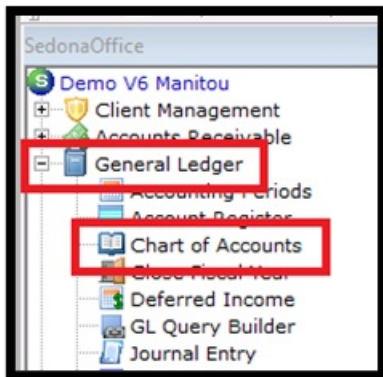 SedonaOffice
Demo V6 Manitou
Client Management
Accounts Receivable
General Ledger
Accounting Periods
Account Register
Chart of Accounts
Close Fiscal Year
Deferred Income
GL Query Builder
Journal Entry